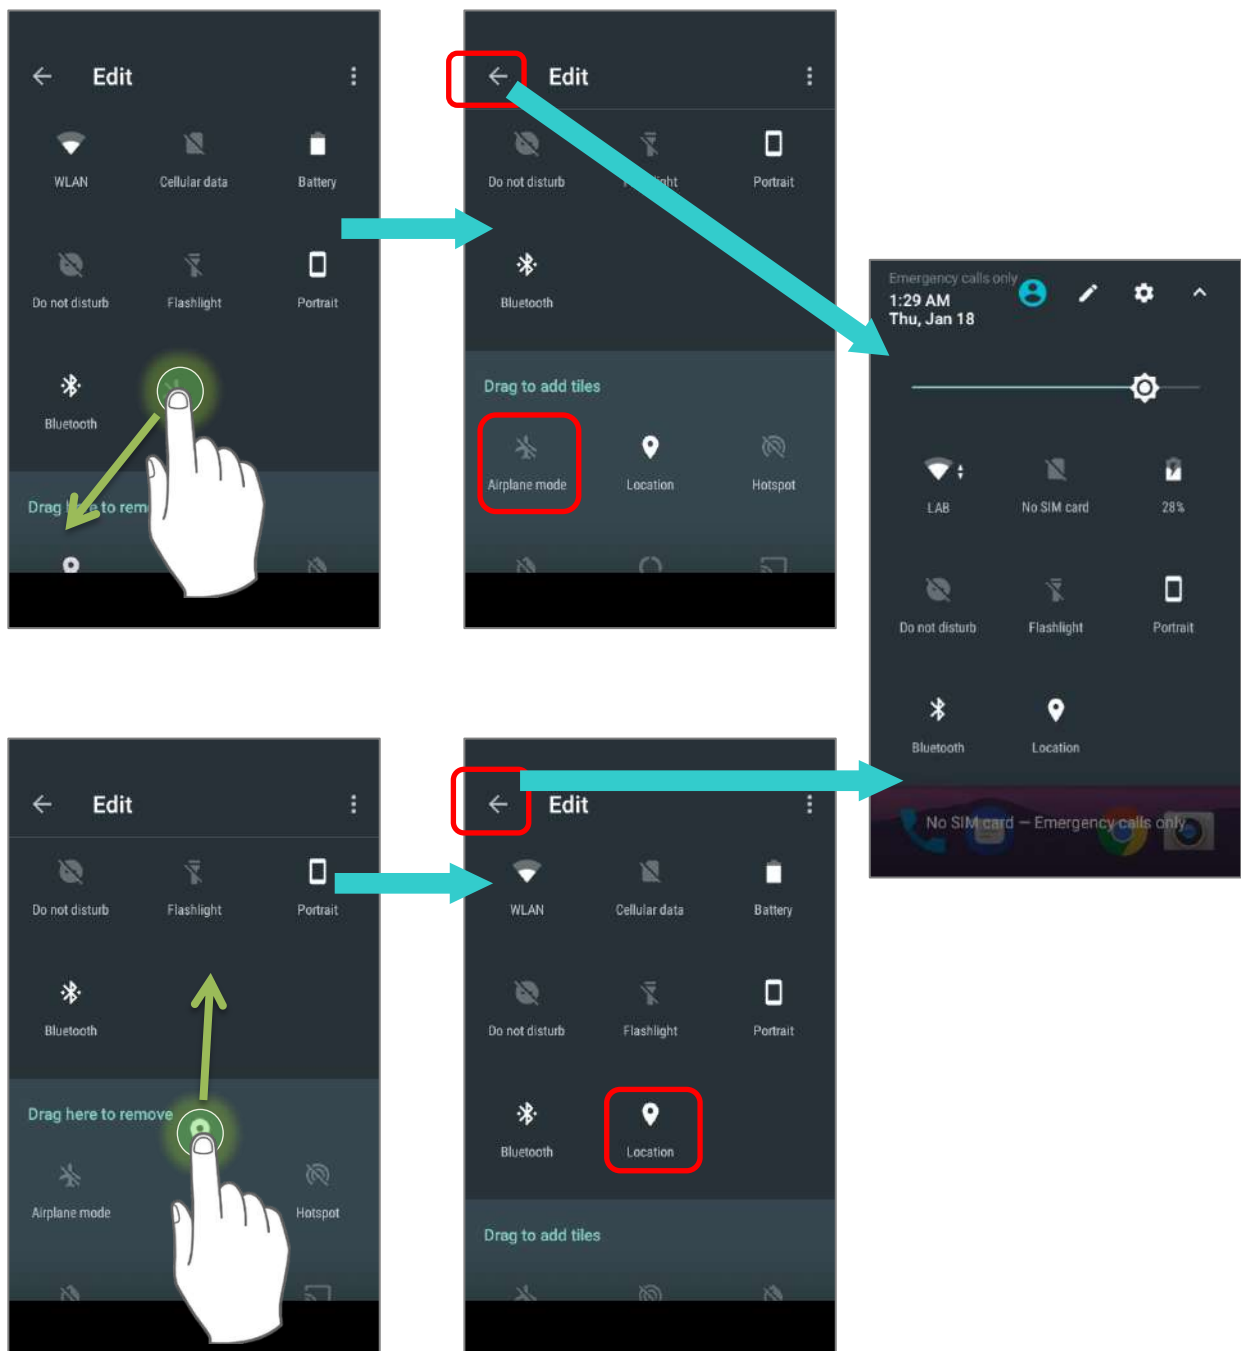 Edit
WLAN Cellular data Battery
Do not disturb Flashlight Portrait
Bluetooth
Edit
Do not disturb Portrait
Bluetooth
Drag to add tiles
Airplane mode Location Hotspot
Emergency calls only
1:29 AM
Thu, Jan 18
LAB No SIM card 28%
Do not disturb Flashlight Portrait
Bluetooth Location
No SIM card — Emergency calls only
Edit
Do not disturb Flashlight Portrait
Bluetooth
Drag here to remove
Airplane mode Hotspot
Edit
WLAN Cellular data Battery
Do not disturb Flashlight Portrait
Bluetooth Location
Drag to add tiles